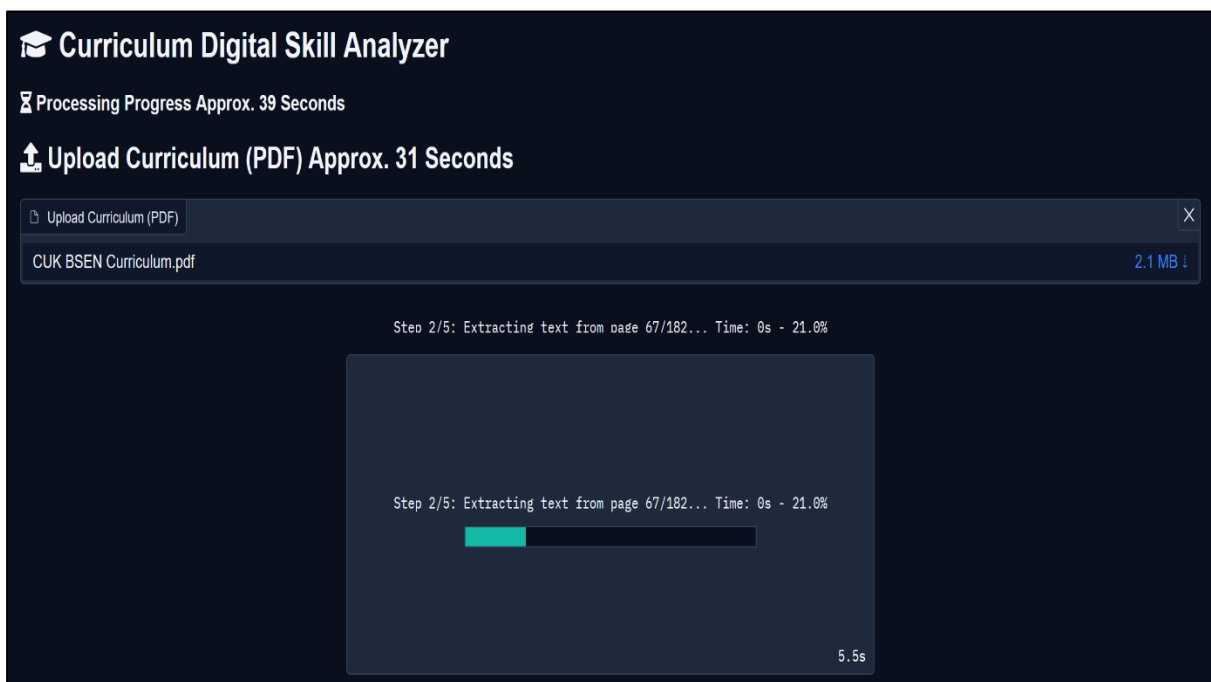 Curriculum Digital Skill Analyzer
Processing Progress Approx. 39 Seconds
Upload Curriculum (PDF) Approx. 31 Seconds
Upload Curriculum (PDF)
X
CUK BSEN Curriculum.pdf
2.1 MB ↓
Step 2/5: Extracting text from page 67/182... Time: 0s - 21.0%
Step 2/5: Extracting text from page 67/182... Time: 0s - 21.0%
5.5s